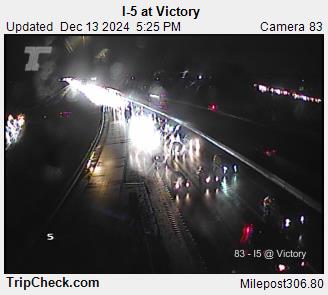 I-5 at Victory
Updated Dec 13 2024 5:25 PM Camera 83
T
S
83 - I5 @ Victory
TripCheck.com Milepost306.80